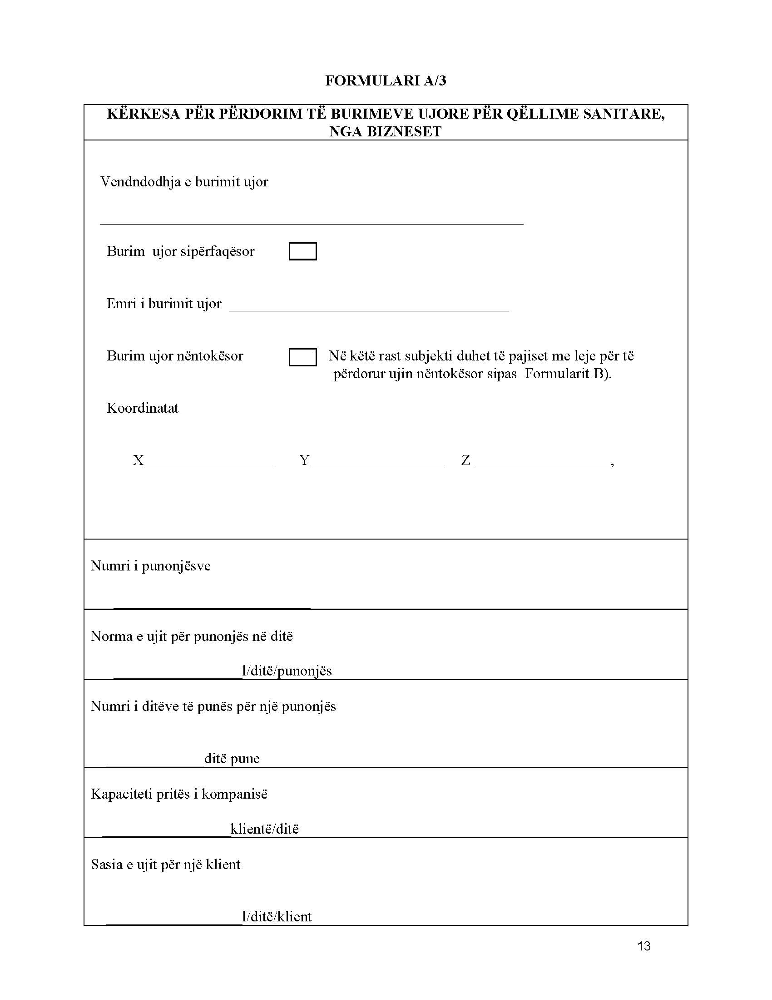 FORMULARI A/3
KËRKESA PËR PËRDORIM TË BURIMEVE UJORE PËR QËLLIME SANITARE,
NGA BIZNESET
Vendndodhja e burimit ujor
Burim ujor sipërfaqësor
Emri i burimit ujor
Burim ujor nëntokësor Në këtë rast subjekti duhet të pajiset me leje për të
përdorur ujin nëntokësor sipas Formularit B).
Koordinatat
X Y Z ,
Numri i punonjësve
Norma e ujit për punonjës në ditë
l/ditë/punonjës
Numri i ditëve të punës për një punonjës
ditë pune
Kapaciteti pritës i kompanisë
klientë/ditë
Sasia e ujit për një klient
l/ditë/klient
13